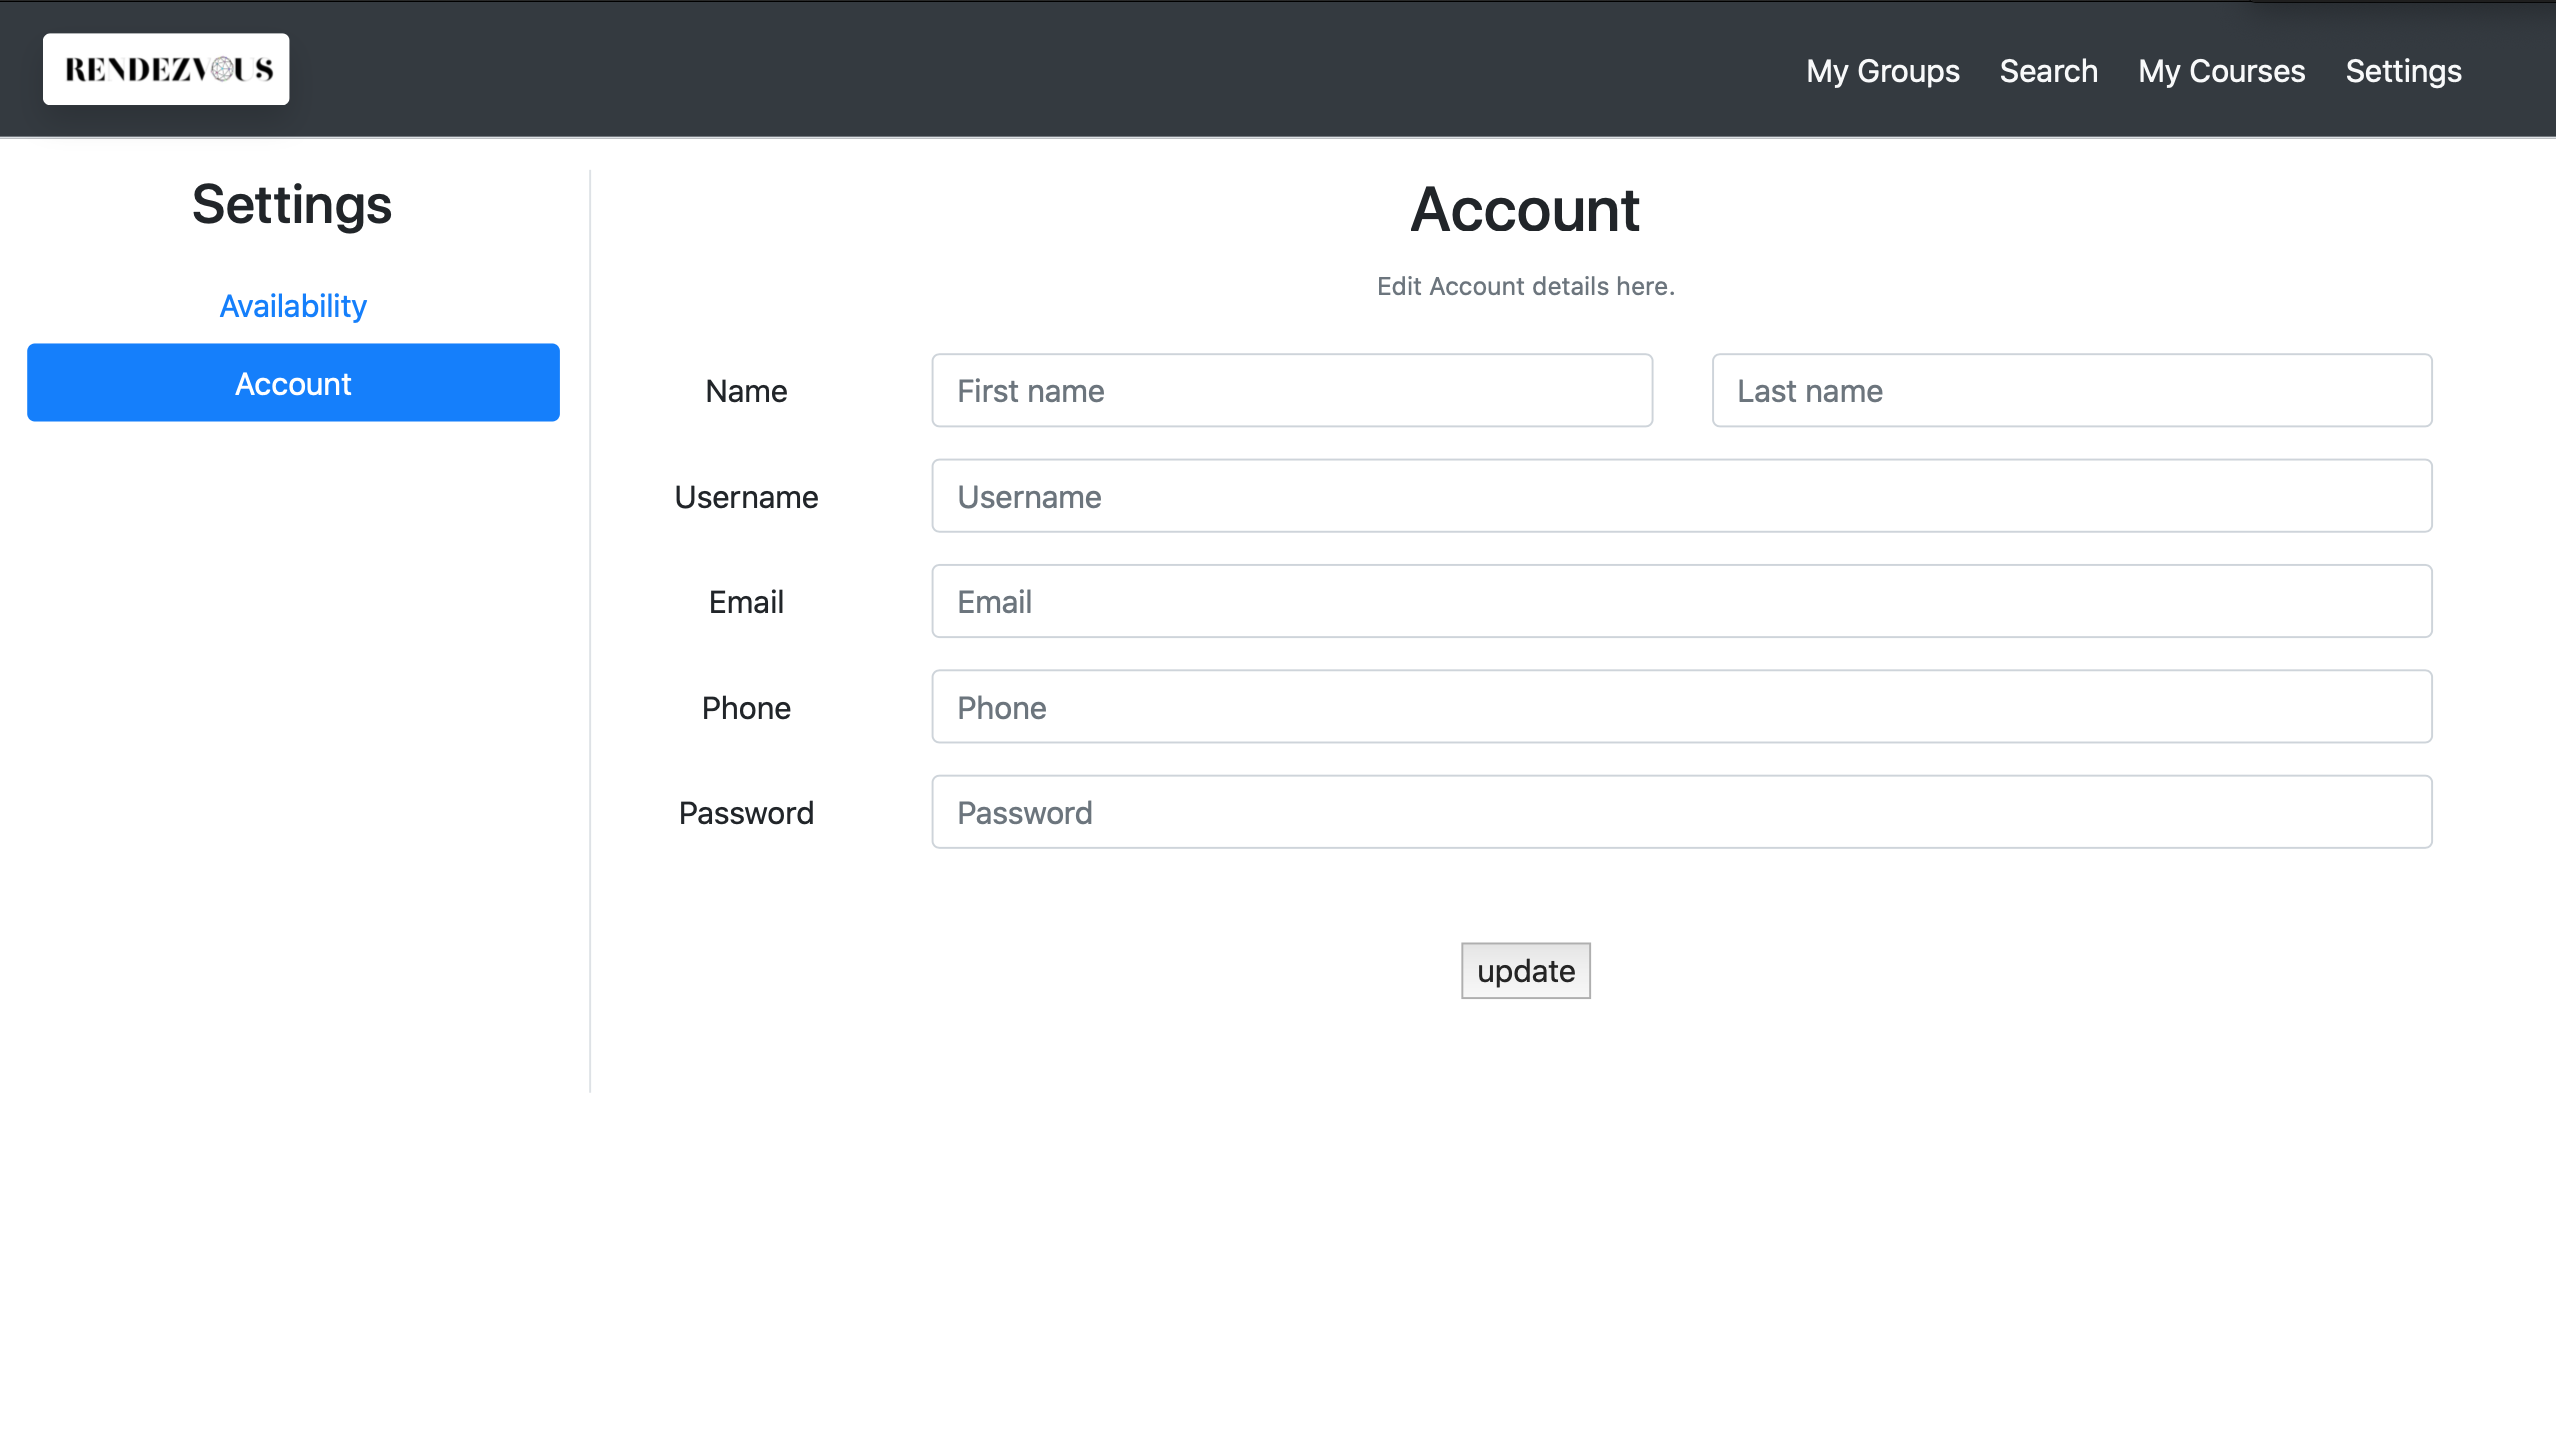 RENDEZVOUS
My Groups Search My Courses Settings
Settings
Availability
Account
Account
Edit Account details here.
Name First name Last name
Username Username
Email Email
Phone Phone
Password Password
update